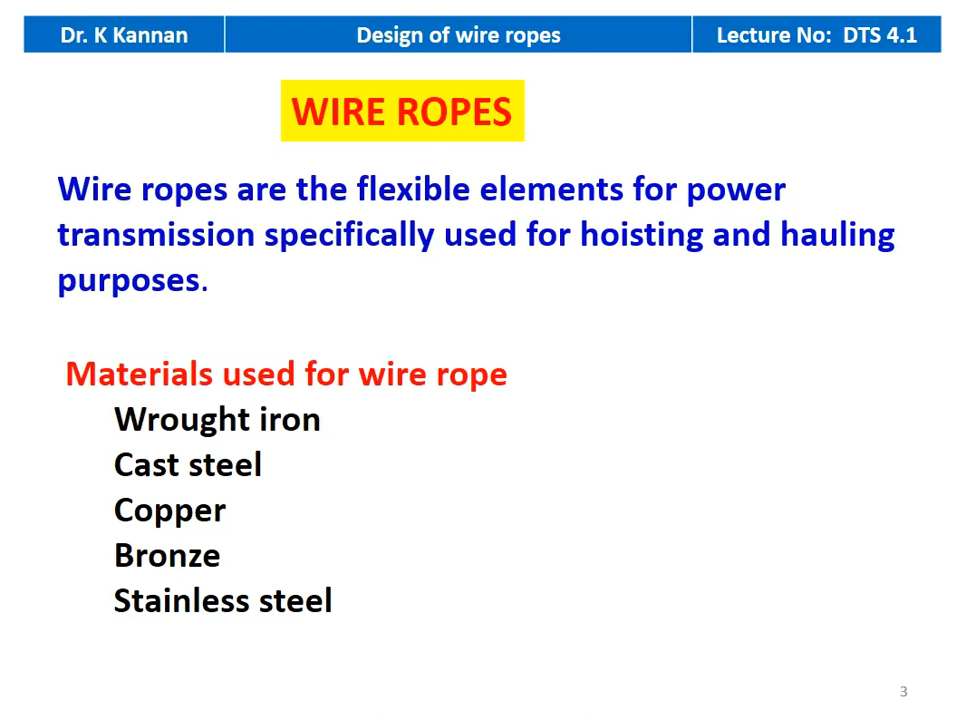 Dr. K Kannan
Design of wire ropes
Lecture No: DTS 4.1
WIRE ROPES
Wire ropes are the flexible elements for power
transmission specifically used for hoisting and hauling
purposes.
Materials used for wire rope
Wrought iron
Cast steel
Copper
Bronze
Stainless steel
3